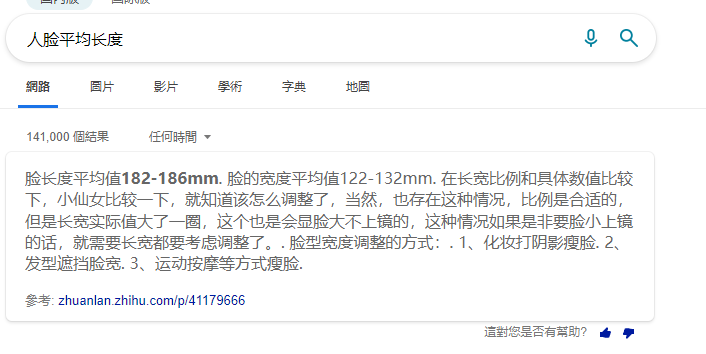 国内版 国际版
人脸平均长度
網路 圖片 影片 學術 字典 地圖
141,000 個結果 任何時間
脸长度平均值182-186mm. 脸的宽度平均值122-132mm. 在长宽比例和具体数值比较
下，小仙女比较一下，就知道该怎么调整了，当然，也存在这种情况，比例是合适的，
但是长宽实际值大了一圈，这个也是会显脸大不上镜的，这种情况如果是非要脸小上镜
的话，就需要长宽都要考虑调整了。. 脸型宽度调整的方式：. 1、化妆打阴影瘦脸. 2、
发型遮挡脸宽. 3、运动按摩等方式瘦脸.
參考: zhuanlan.zhihu.com/p/41179666
這對您是否有幫助?